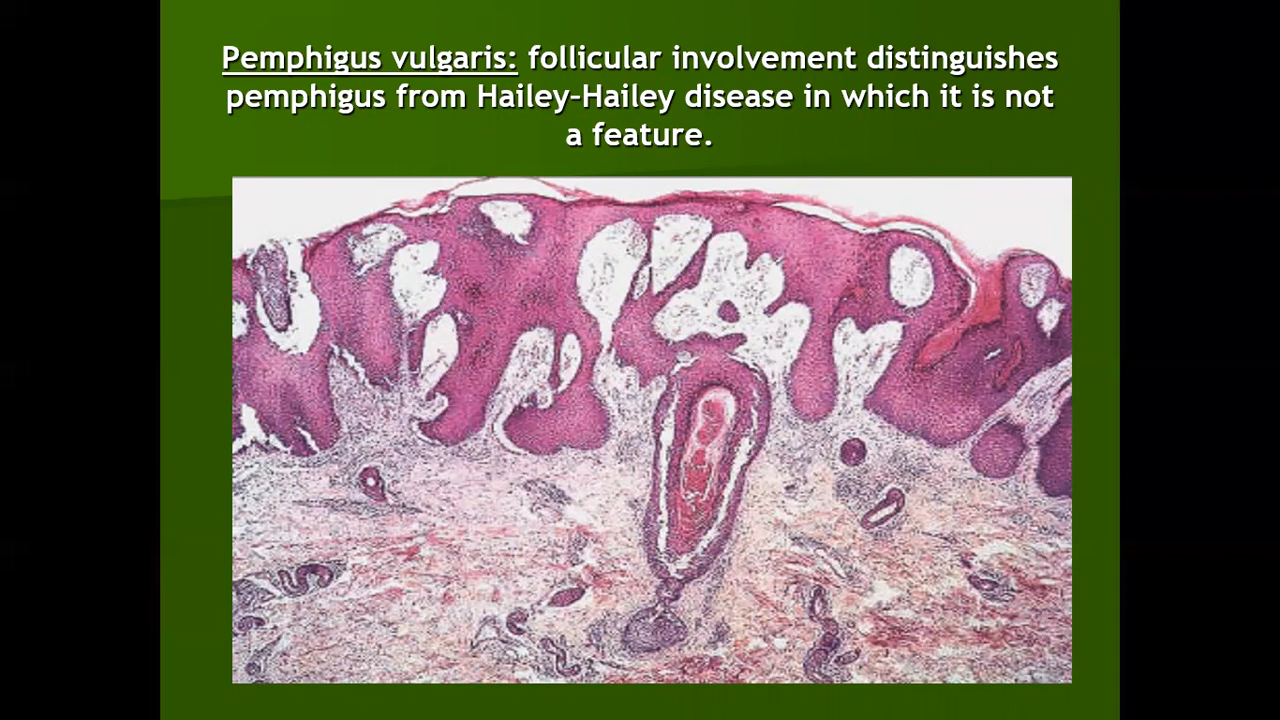 Pemphigus vulgaris: follicular involvement distinguishes
pemphigus from Hailey-Hailey disease in which it is not
a feature.